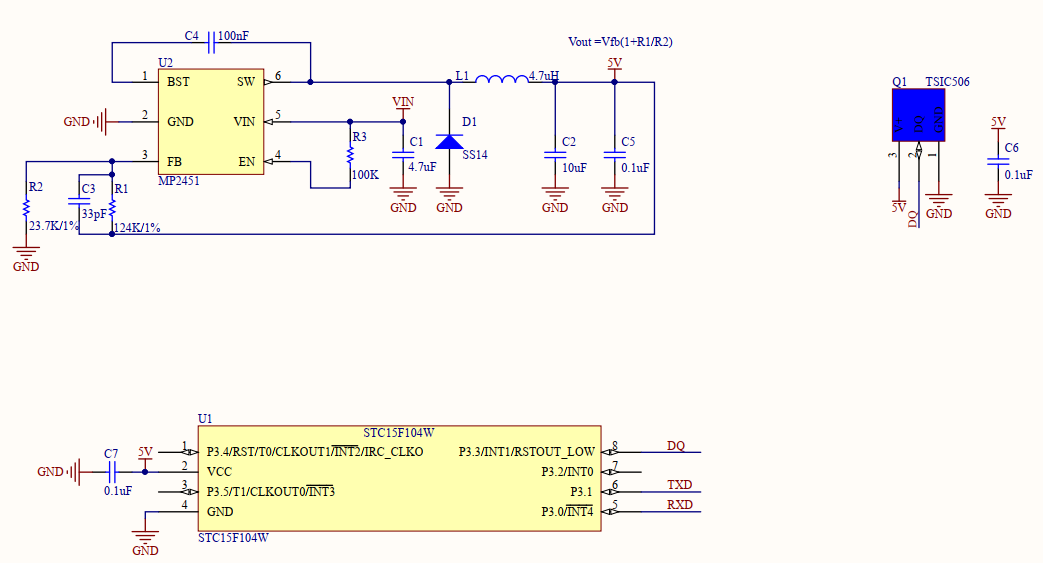 C4 100nF
Vout =Vfb(1+R1/R2)
U2
1 BST SW 6
L1 4.7uH
5V
Q1 TSIC506
GND 2 GND VIN 5
VIN
D1
R3
C1
C2
C5
V+ DQ GND
3 2 1
5V
C6
0.1uF
3 FB EN 4
SS14
4.7uF
10uF
0.1uF
MP2451
100K
R2 C3 R1
33pF
23.7K/1%
124K/1%
GND GND GND GND
5V DQ GND GND
GND
U1
STC15F104W
C7 5V
1 P3.4/RST/T0/CLKOUT1/INT2/IRC_CLKO P3.3/INT1/RSTOUT_LOW 8 DQ
GND 2 VCC P3.2/INT0 7
0.1uF 3 P3.5/T1/CLKOUT0/INT3 P3.1 6 TXD
4 GND P3.0/INT4 5 RXD
STC15F104W
GND